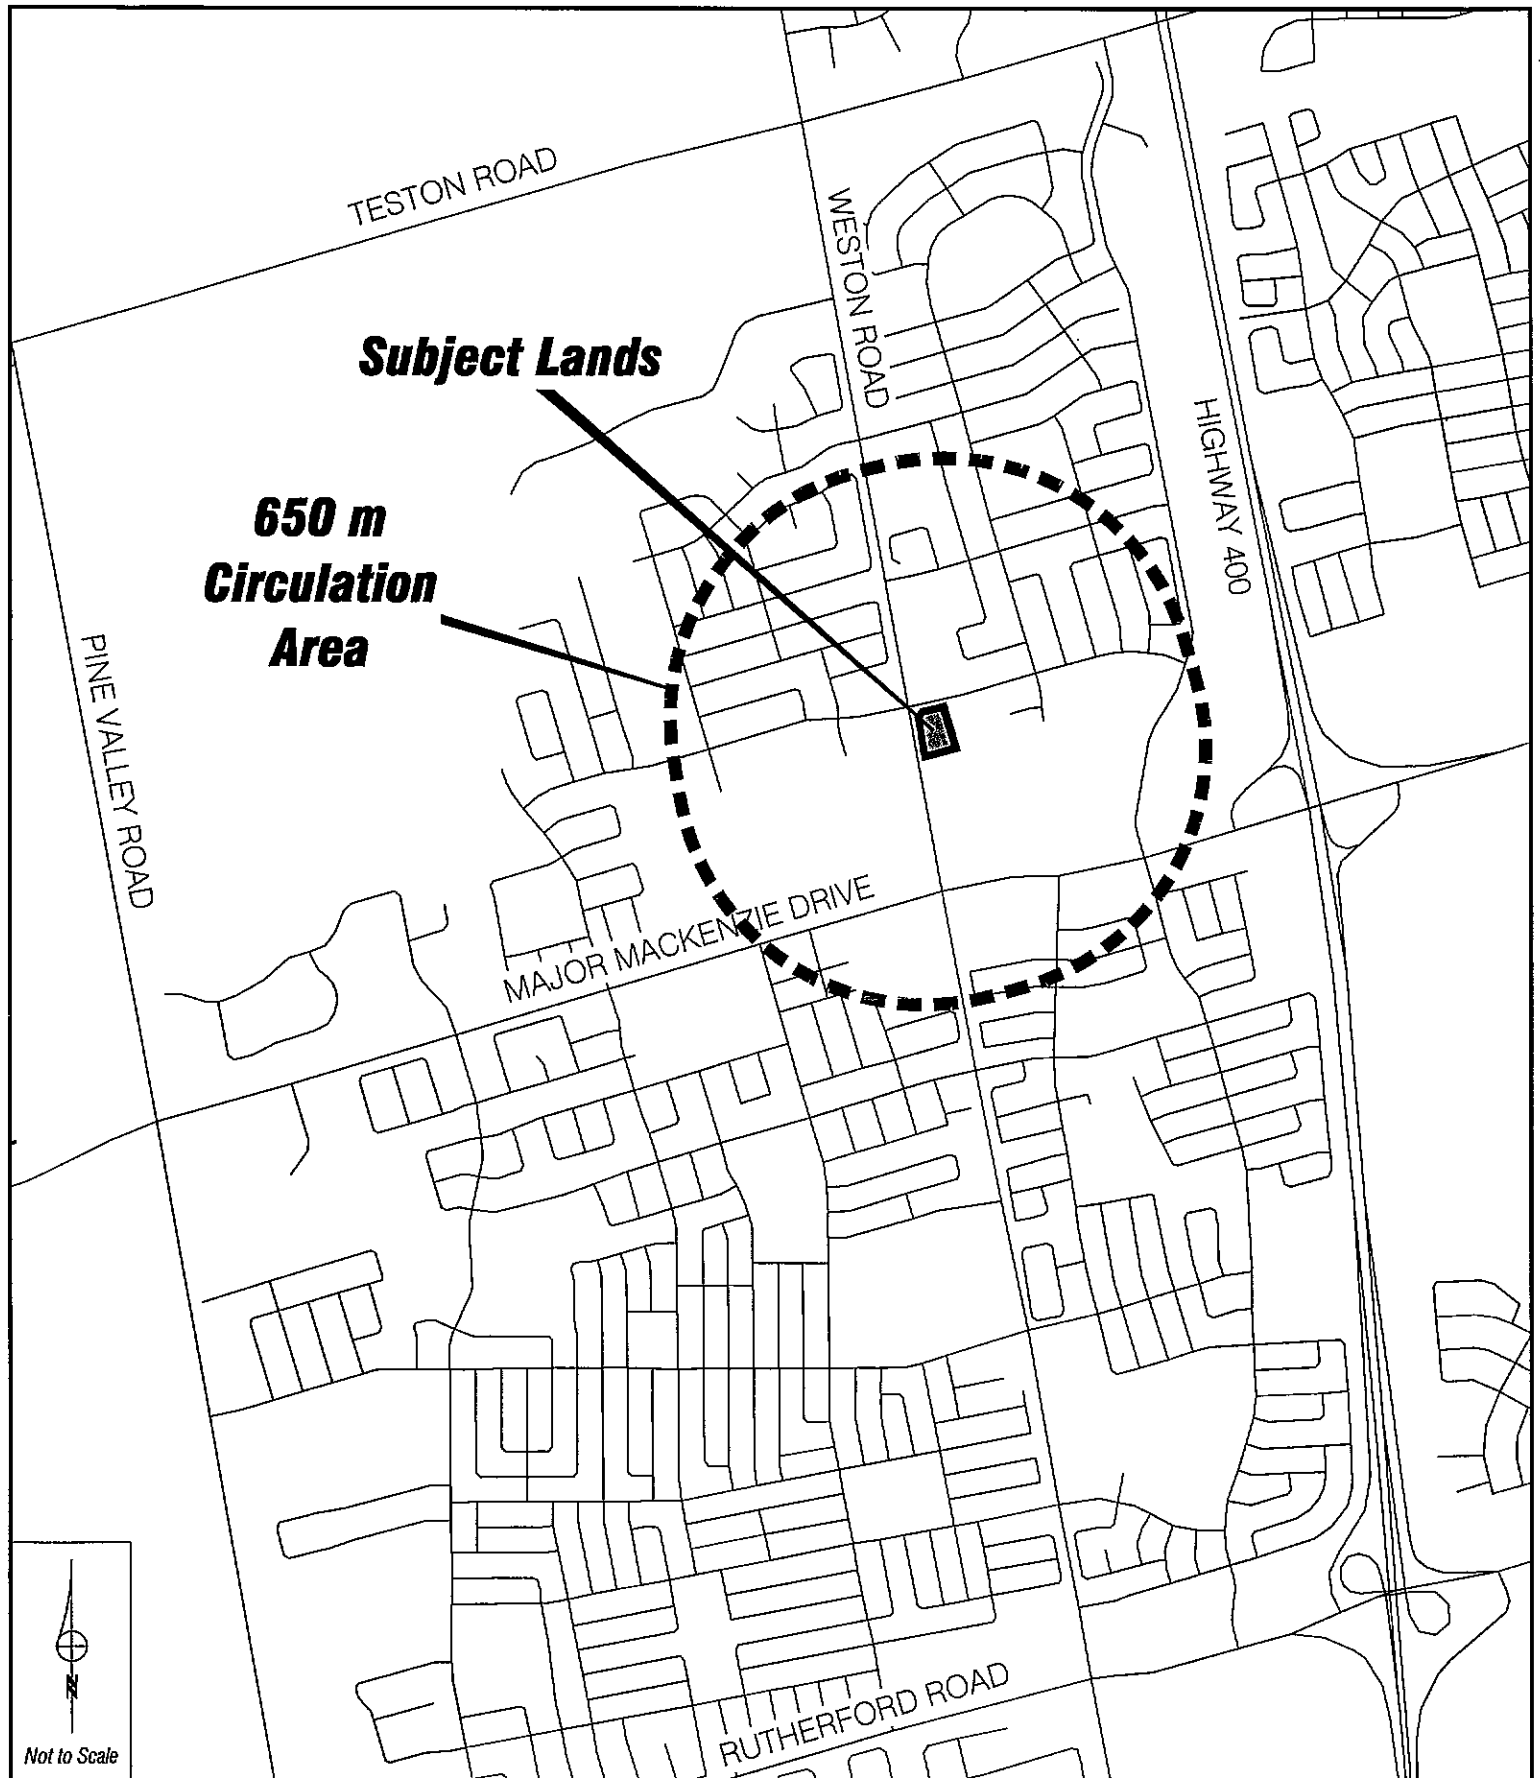 TESTON ROAD
WESTON ROAD
Subject Lands
HIGHWAY 400
650 m
Circulation
Area
PINE VALLEY ROAD
MAJOR MACKENZIE DRIVE
RUTHERFORD ROAD
N
Not to Scale